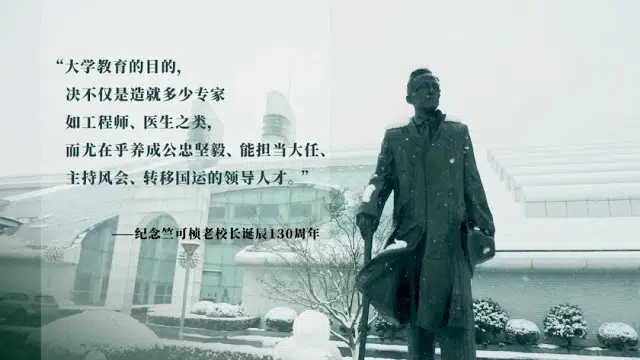 “大学教育的目的，
决不仅是造就多少专家
如工程师、医生之类，
而尤在乎养成公忠坚毅、能担当大任、
主持风会、转移国运的领导人才。”
——纪念竺可桢老校长诞辰130周年